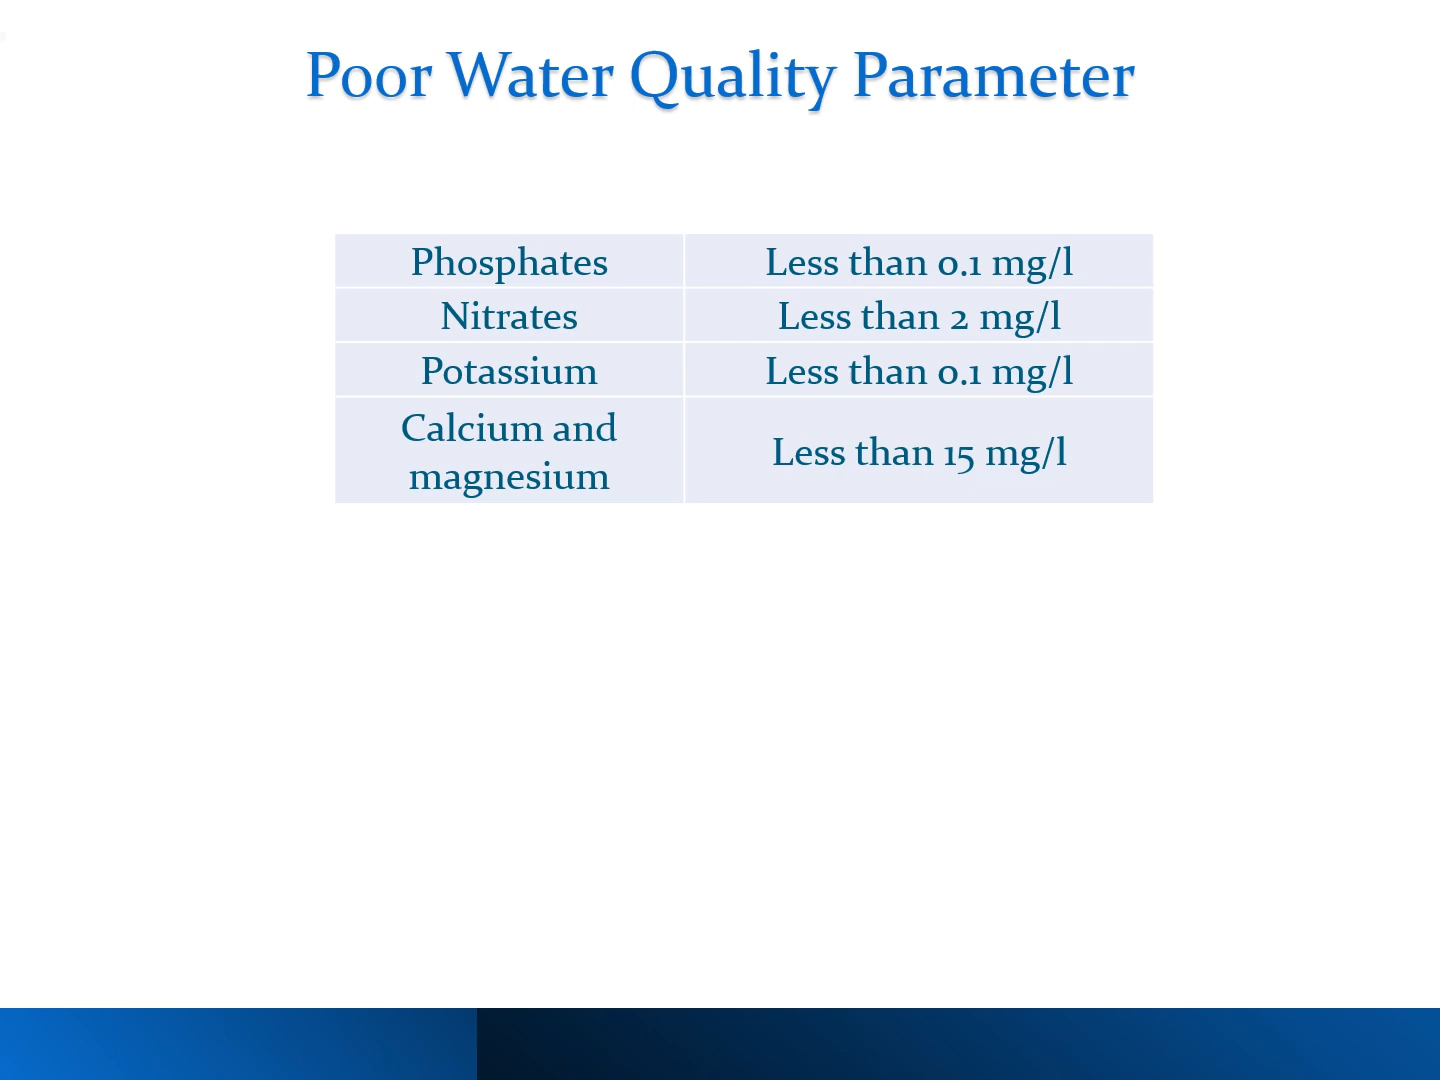 Poor Water Quality Parameter
Phosphates Less than 0.1 mg/l
Nitrates Less than 2 mg/l
Potassium Less than 0.1 mg/l
Calcium and
magnesium
Less than 15 mg/l